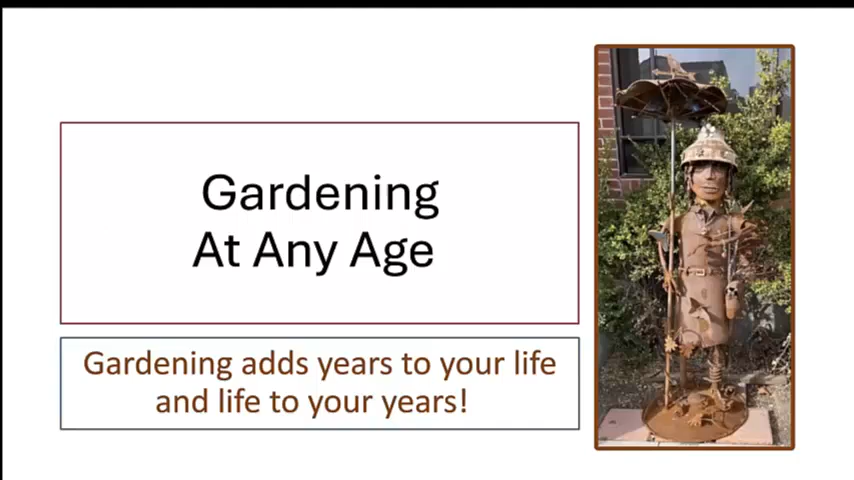 Gardening
At Any Age
Gardening adds years to your life
and life to your years!